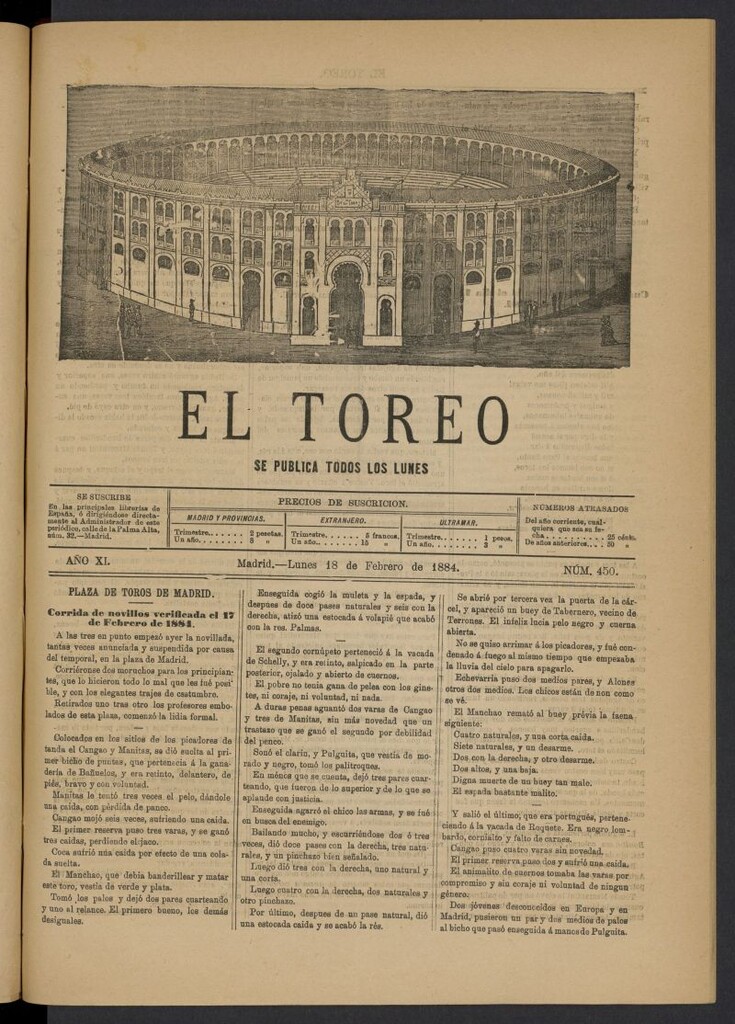 EL TOREO
SE PUBLICA TODOS LOS LUNES
SE SUSCRIBE
En las principales librerías de
España, ó dirigiéndose directa-
mente al Administrador de este
periódico, calle de la Palma Alta,
núm. 32.—Madrid.
PRECIOS DE SUSCRICION.
MADRID Y PROVINCIAS.
Trimestre...... 2 pesetas.
Un año........ 8 "
EXTRANJERO.
Trimestre...... 5 francos.
Un año........ 15 "
ULTRAMAR.
Trimestre...... 1 peso.
Un año........ 3 "
NÚMEROS ATRASADOS
Del año corriente, cual-
quiera que sea su fe-
cha........ 25 cénts.
De años anteriores... 50 "
AÑO XI.
Madrid.—Lunes 18 de Febrero de 1884.
NÚM. 450.
PLAZA DE TOROS DE MADRID.
Corrida de novillos verificada el 17
de Febrero de 1884.
A las tres en punto empezó ayer la novillada,
tantas veces anunciada y suspendida por causa
del temporal, en la plaza de Madrid.
Corriéronse dos moruchos para los principian-
tes, que lo hicieron todo lo mal que les fué posi-
ble, y con los elegantes trajes de costumbre.
Retirados uno tras otro los profesores embo-
lados de esta plaza, comenzó la lidia formal.
Colocados en los sitios de los picadores de
tanda el Cangao y Manitas, se dió suelta al pri-
mer bicho de puntas, que pertenecia á la gana-
dería de Bañuelos, y era retinto, delantero, de
piés, bravo y con voluntad.
Manitas le tentó tres veces el pelo, dándole
una caida, con pérdida de penco.
Cangao mojó seis veces, sufriendo una caida.
El primer reserva puso tres varas, y se ganó
tres caidas, perdiendo el jaco.
Coca sufrió una caida por efecto de una cola-
da suelta.
El Manchao, que debia banderillear y matar
este toro, vestia de verde y plata.
Tomó los palos y dejó dos pares cuarteando
y uno al relance. El primero bueno, los demás
desiguales.
Enseguida cogió la muleta y la espada, y
despues de doce pases naturales y seis con la
derecha, atizó una estocada á volapié que acabó
con la res. Palmas.
El segundo cornúpeto perteneció á la vacada
de Schelly, y era retinto, salpicado en la parte
posterior, ojalado y abierto de cuernos.
El pobre no tenia gana de pelea con los gine-
tes, ni coraje, ni voluntad, ni nada.
A duras penas aguantó dos varas de Cangao
y tres de Manitas, sin más novedad que un
trastazo que se ganó el segundo por debilidad
del penco.
Sonó el clarin, y Pulguita, que vestia de mo-
rado y negro, tomó los palitroques.
En ménos que se cuenta, dejó tres pares cuar-
teando, que fueron de lo superior y de lo que se
aplaude con justicia.
Enseguida agarró el chico las armas, y se fué
en busca del enemigo.
Bailando mucho, y escurriéndose dos ó tres
veces, dió doce pases con la derecha, tres natu-
rales, y un pinchazo bien señalado.
Luego dió tres con la derecha, uno natural y
una corta.
Luego cuatro con la derecha, dos naturales y
otro pinchazo.
Por último, despues de un pase natural, dió
una estocada caida y se acabó la rés.
Se abrió por tercera vez la puerta de la cár-
cel, y apareció un buey de Tabernero, vecino de
Terrones. El infeliz lucia pelo negro y cuerna
abierta.
No se quiso arrimar á los picadores, y fué con-
denado á fuego al mismo tiempo que empezaba
la lluvia del cielo para apagarlo.
Echevarria puso dos medios pares, y Alones
otros dos medios. Los chicos están de non como
se vé.
El Manchao remató al buey prévia la faena
siguiente:
Cuatro naturales, y una corta caida.
Siete naturales, y un desarme.
Dos con la derecha, y otro desarme.
Dos altos, y una baja.
Digna muerte de un buey tan malo.
El espada bastante malito.
Y salió el último, que era portugués, pertene-
ciendo á la vacada de Roquete. Era negro lom-
bardo, cornialto y falto de carnes.
Cangao puso cuatro varas sin novedad.
El primer reserva puso dos y sufrió una caida.
El animalito de cuernos tomaba las varas por
compromiso y sin coraje ni voluntad de ningun
género.
Dos jóvenes desconocidos en Europa y en
Madrid, pusieron un par y dos medios de palos
al bicho que pasó enseguida á manos de Pulguita.